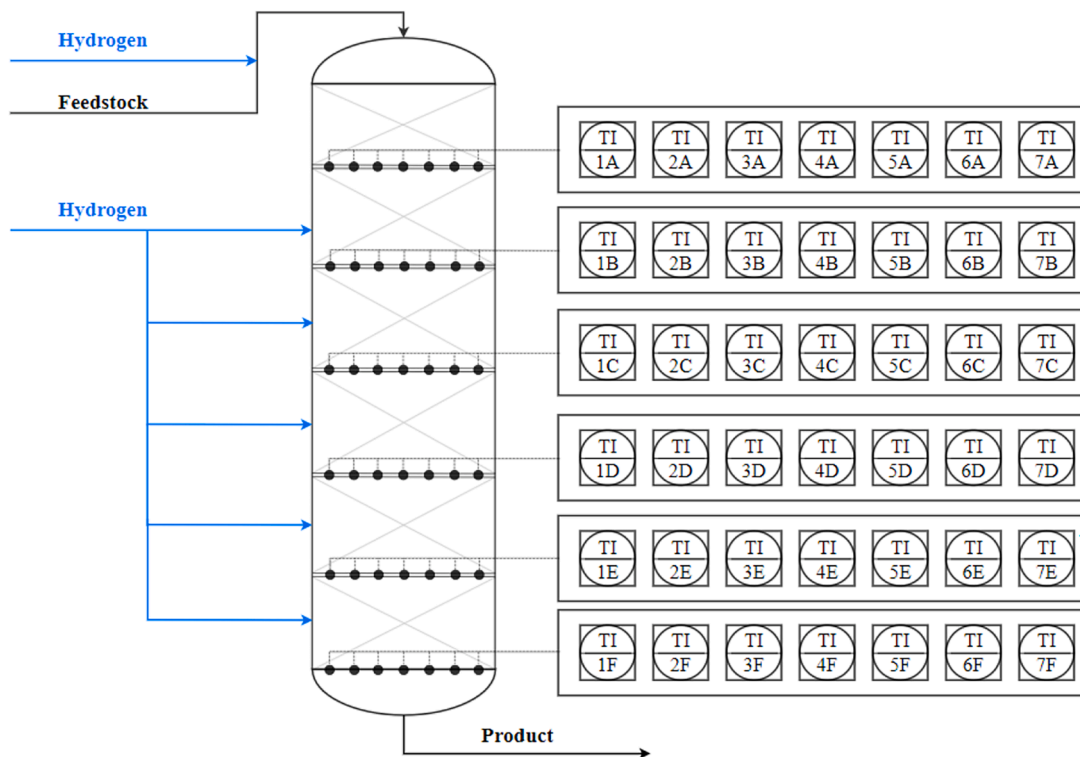 Hydrogen
Feedstock
TI TI TI TI TI TI TI
1A 2A 3A 4A 5A 6A 7A
Hydrogen
TI TI TI TI TI TI TI
1B 2B 3B 4B 5B 6B 7B
TI TI TI TI TI TI TI
1C 2C 3C 4C 5C 6C 7C
TI TI TI TI TI TI TI
1D 2D 3D 4D 5D 6D 7D
TI TI TI TI TI TI TI
1E 2E 3E 4E 5E 6E 7E
TI TI TI TI TI TI TI
1F 2F 3F 4F 5F 6F 7F
Product